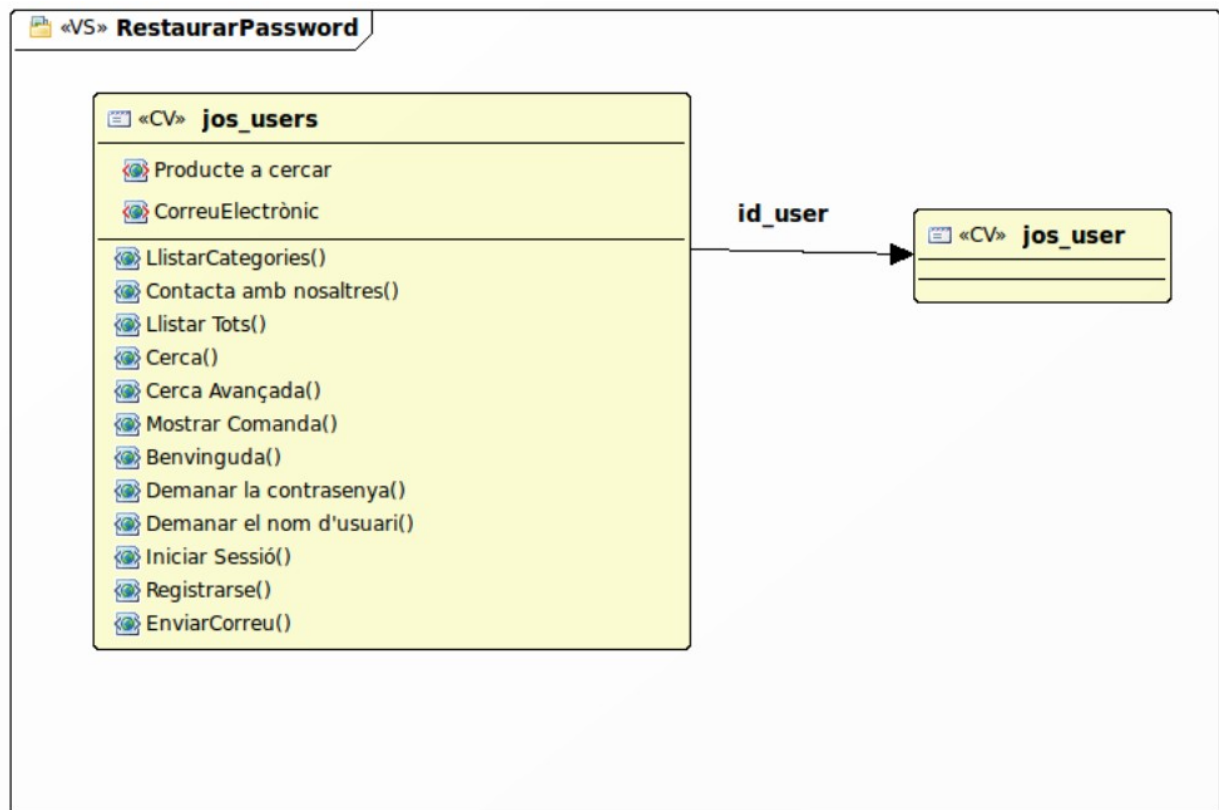 «VS» RestaurarPassword
«CV» jos_users
Producte a cercar
CorreuElectrònic
LlistarCategories()
Contacta amb nosaltres()
Llistar Tots()
Cerca()
Cerca Avançada()
Mostrar Comanda()
Benvinguda()
Demanar la contrasenya()
Demanar el nom d'usuari()
Iniciar Sessió()
Registrarse()
EnviarCorreu()
id_user
«CV» jos_user